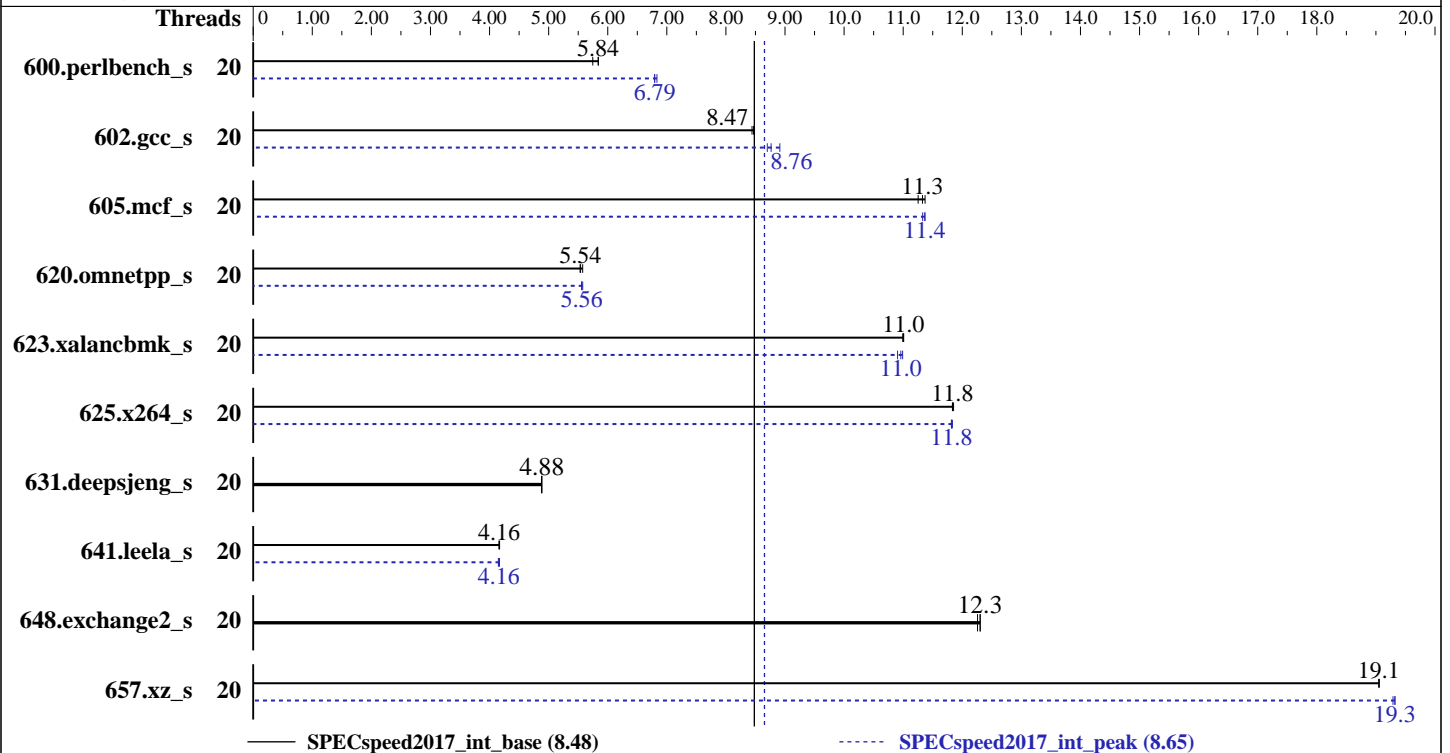 Threads 0 1.00 2.00 3.00 4.00 5.00 6.00 7.00 8.00 9.00 10.0 11.0 12.0 13.0 14.0 15.0 16.0 17.0 18.0 20.0
5.84
600.perlbench_s 20
6.79
8.47
602.gcc_s 20
8.76
11.3
605.mcf_s 20
11.4
5.54
620.omnetpp_s 20
5.56
11.0
623.xalancbmk_s 20
11.0
11.8
625.x264_s 20
11.8
4.88
631.deepsjeng_s 20
4.16
641.leela_s 20
4.16
12.3
648.exchange2_s 20
19.1
657.xz_s 20
19.3
SPECspeed2017_int_base (8.48) SPECspeed2017_int_peak (8.65)